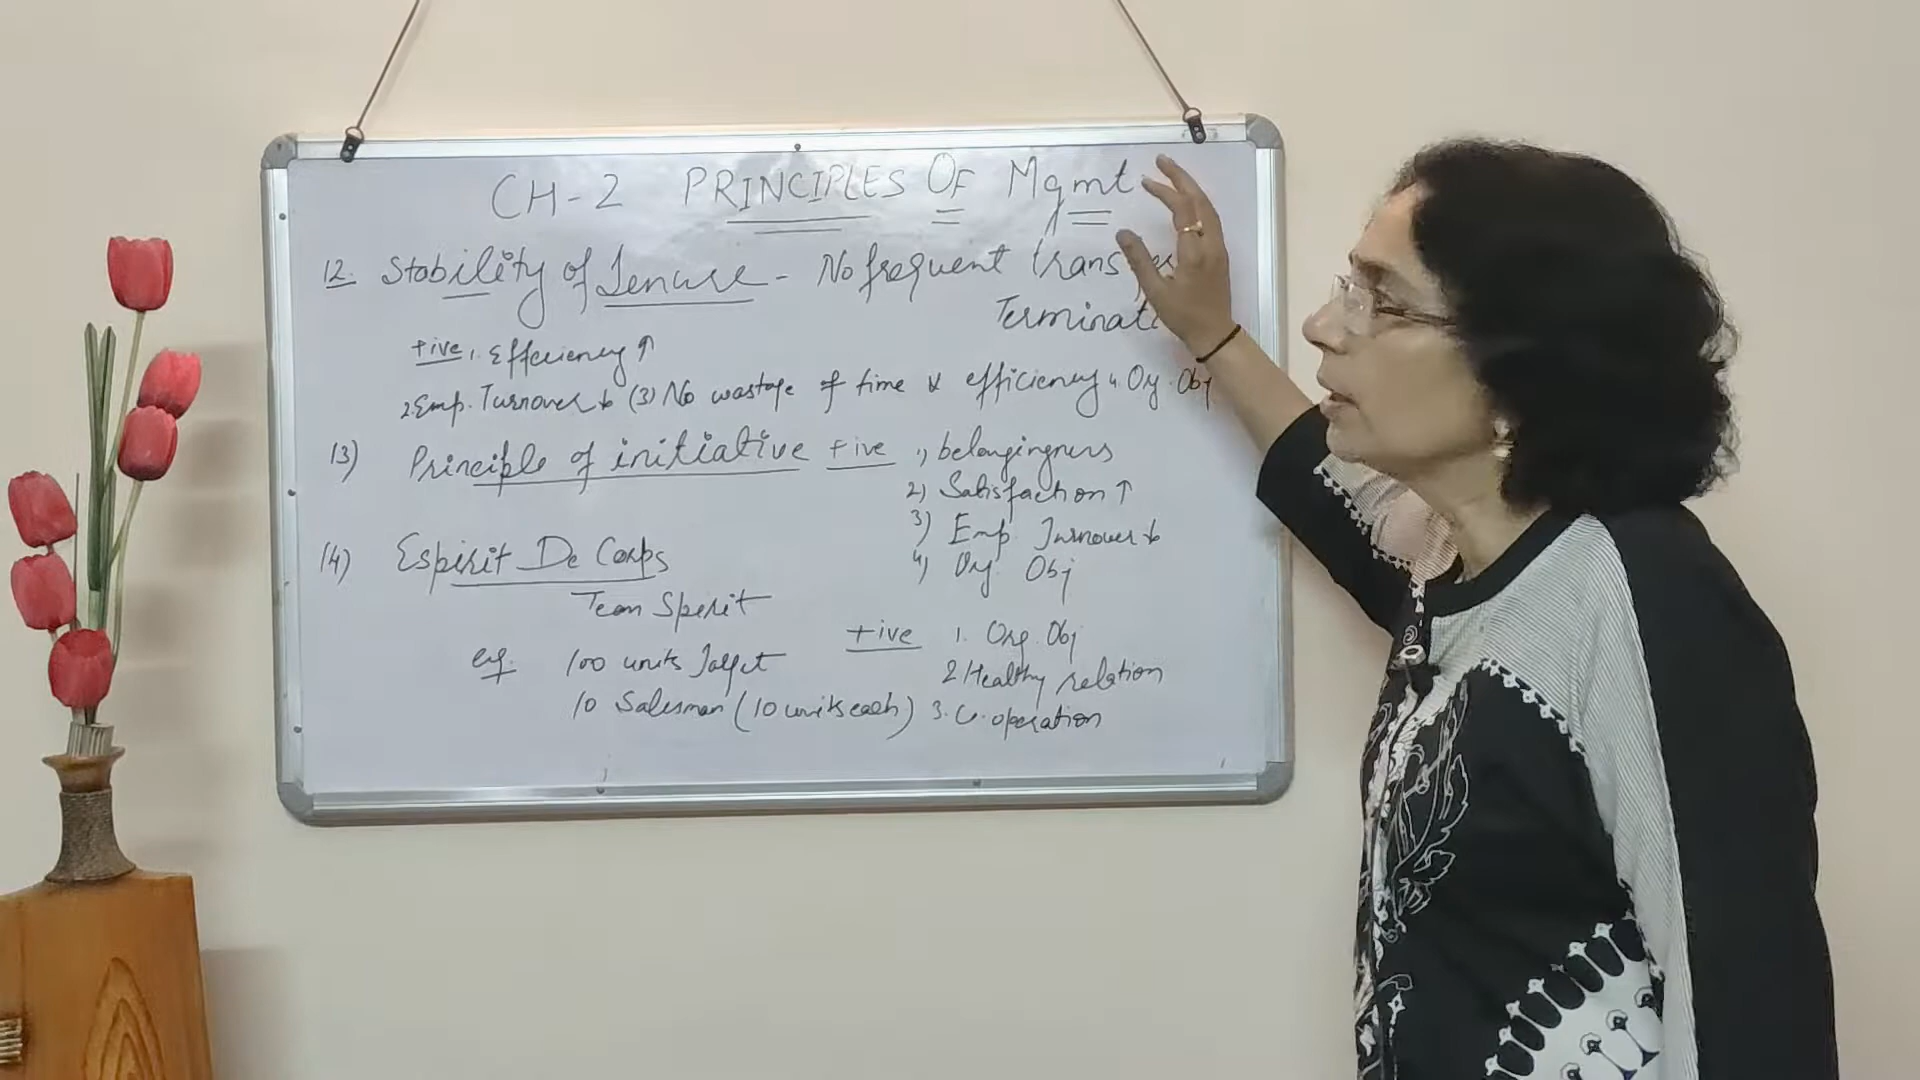 CH-2 PRINCIPLES OF Mgmt
12. Stability of Tenure - No frequent trans
Terminat
+ive 1. Efficiency ↑
2. Emp. Turnover ↓ (3) No wastage of time & efficiency 4. Org. Obj
13) Principle of initiative +ive 1) belongingness
2) Satisfaction ↑
3) Emp Turnover ↓
4) Org Obj
14) Espirit De Corps
Team Sperit
+ive 1. Org. Obj
eg. 100 units Target
2 Healthy relation
10 Salesman (10 units each) 3. Co.operation